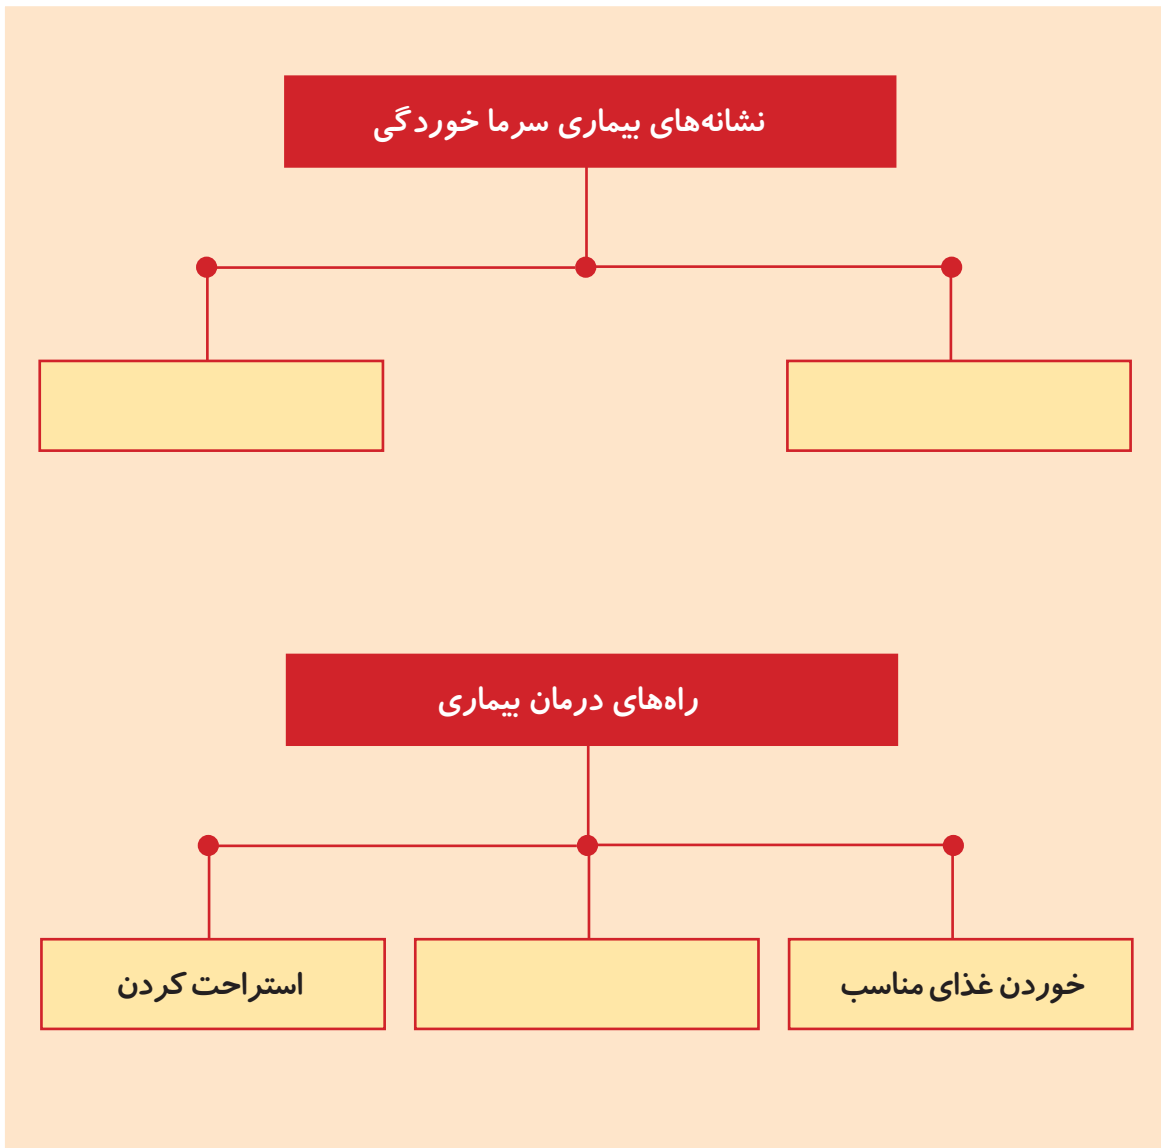 نشانه‌های بیماری سرما خوردگی
راه‌های درمان بیماری
خوردن غذای مناسب
استراحت کردن